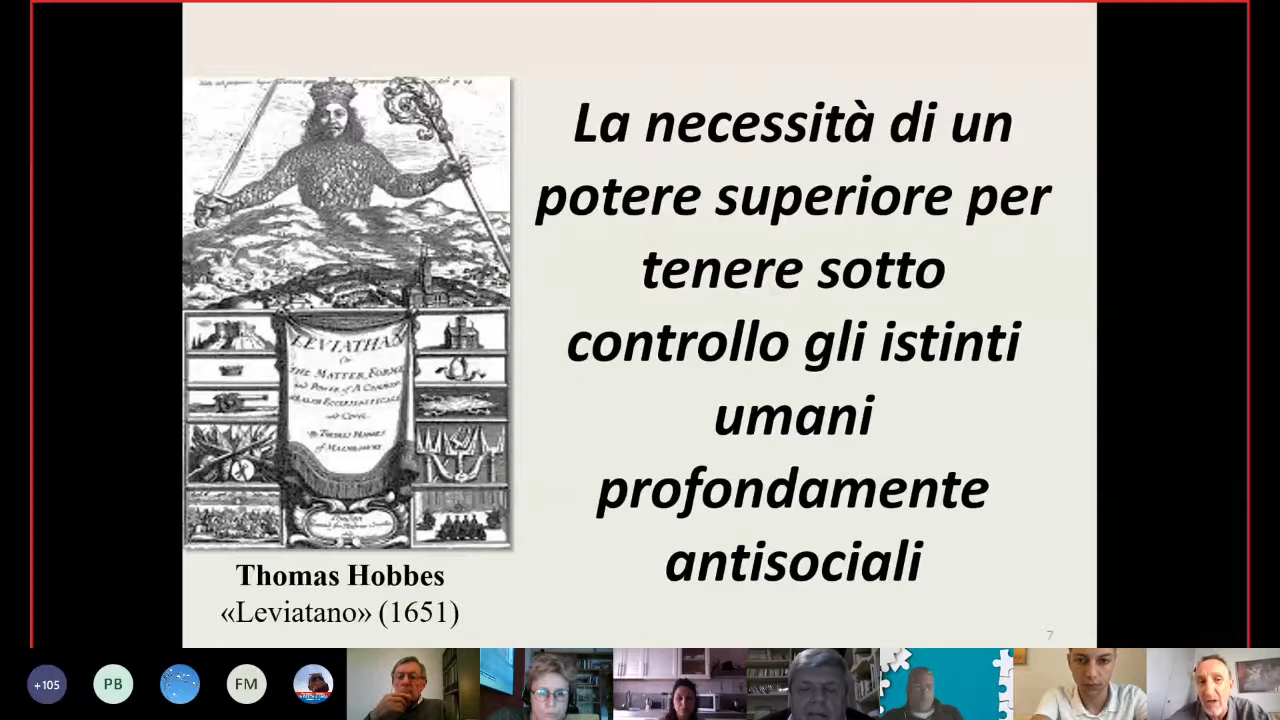 La necessità di un
potere superiore per
tenere sotto
controllo gli istinti
umani
profondamente
antisociali
LEVIATHAN
Or
THE MATTER, FORME
and POWER of A COMMON
WEALTH ECCLESIASTICALL
and CIVIL.
By THOMAS HOBBES
of MALMESBURY
Thomas Hobbes
«Leviatano» (1651)
7
+105
PB
FM